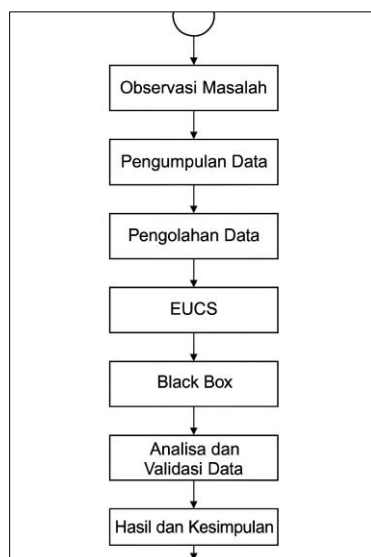 Observasi Masalah
Pengumpulan Data
Pengolahan Data
EUCS
Black Box
Analisa dan
Validasi Data
Hasil dan Kesimpulan